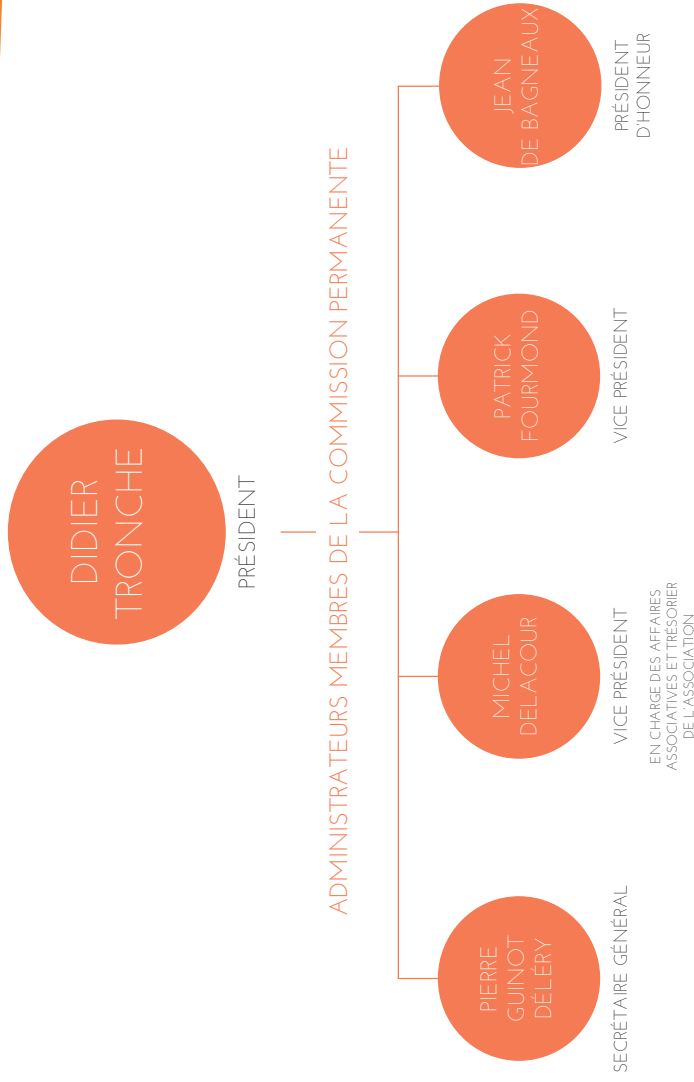 DIDIER
TRONCHE
PRÉSIDENT
ADMINISTRATEURS MEMBRES DE LA COMMISSION PERMANENTE
PIERRE
GUINOT
DÉLÉRY
SECRÉTAIRE GÉNÉRAL
MICHEL
DELACOUR
VICE PRÉSIDENT
EN CHARGE DES AFFAIRES
ASSOCIATIVES ET TRÉSORIER
DE L'ASSOCIATION
PATRICK
FOURMOND
VICE PRÉSIDENT
JEAN
DE BAGNEAUX
PRÉSIDENT
D'HONNEUR